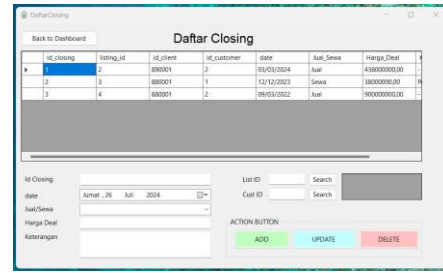 DaftarClosing
Back to Dashboard
Daftar Closing
id_closing listing_id id_client id_customer date Jual_Sewa Harga_Deal
1 2 890001 2 03/03/2024 Jual 438000000,00 -
2 3 880001 1 12/12/2023 Sewa 38000000,00
3 4 880001 2 09/03/2022 Jual 900000000,00 -
Id Closing
List ID Search
date Jumat , 26 Juli 2024
Cust ID Search
Jual/Sewa
Harga Deal
ACTION BUTTON
Keterangan
ADD UPDATE DELETE